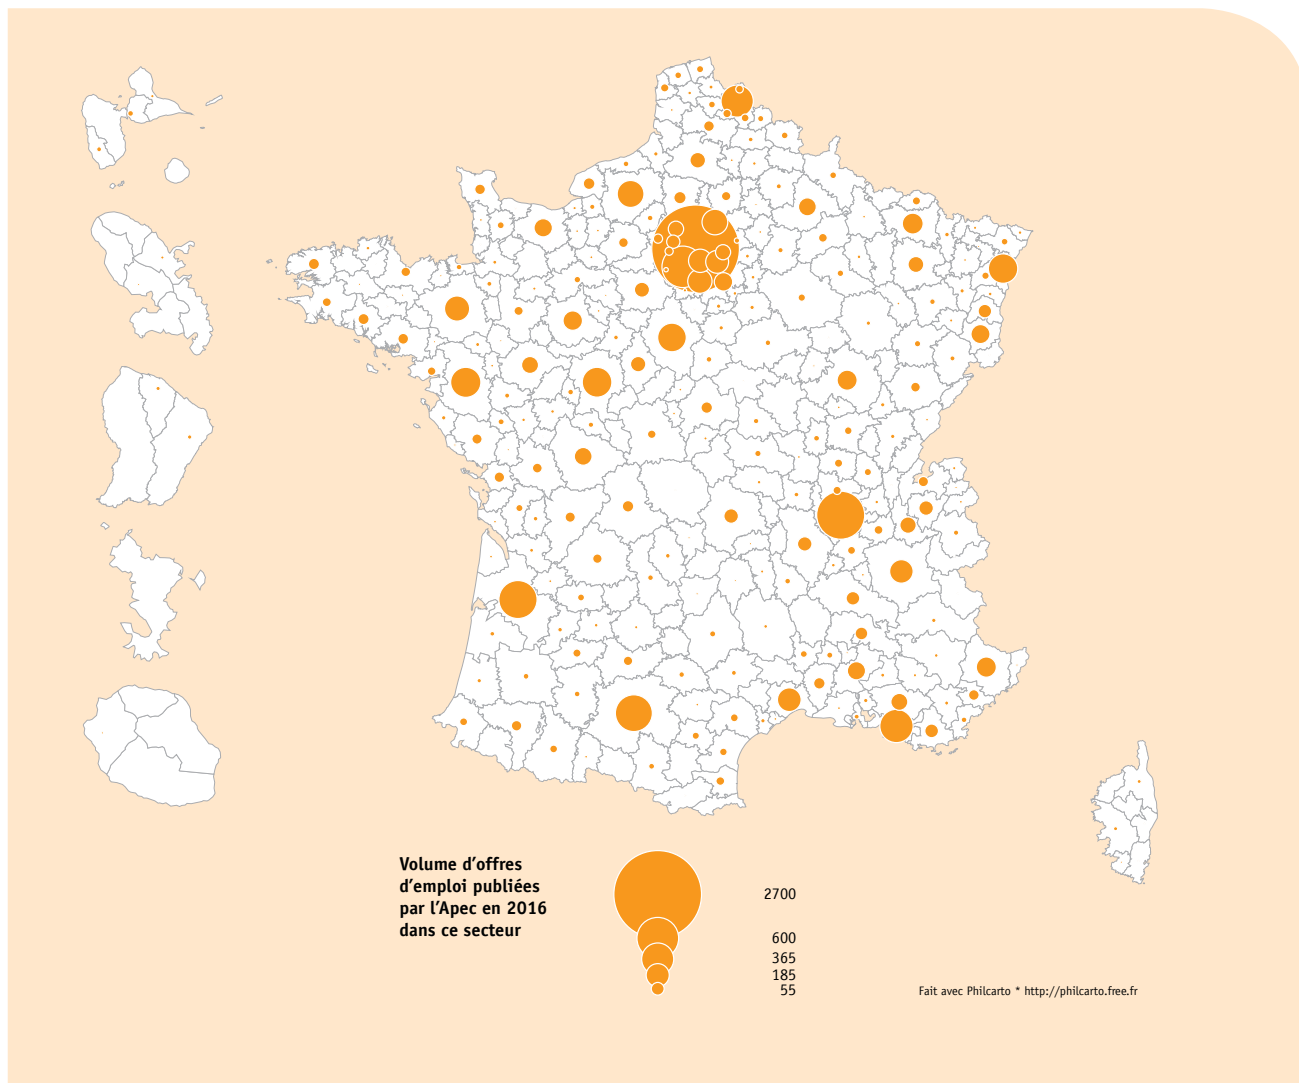 Volume d’offres
d’emploi publiées
par l’Apec en 2016
dans ce secteur
2700
600
365
185
55
Fait avec Philcarto * http://philcarto.free.fr